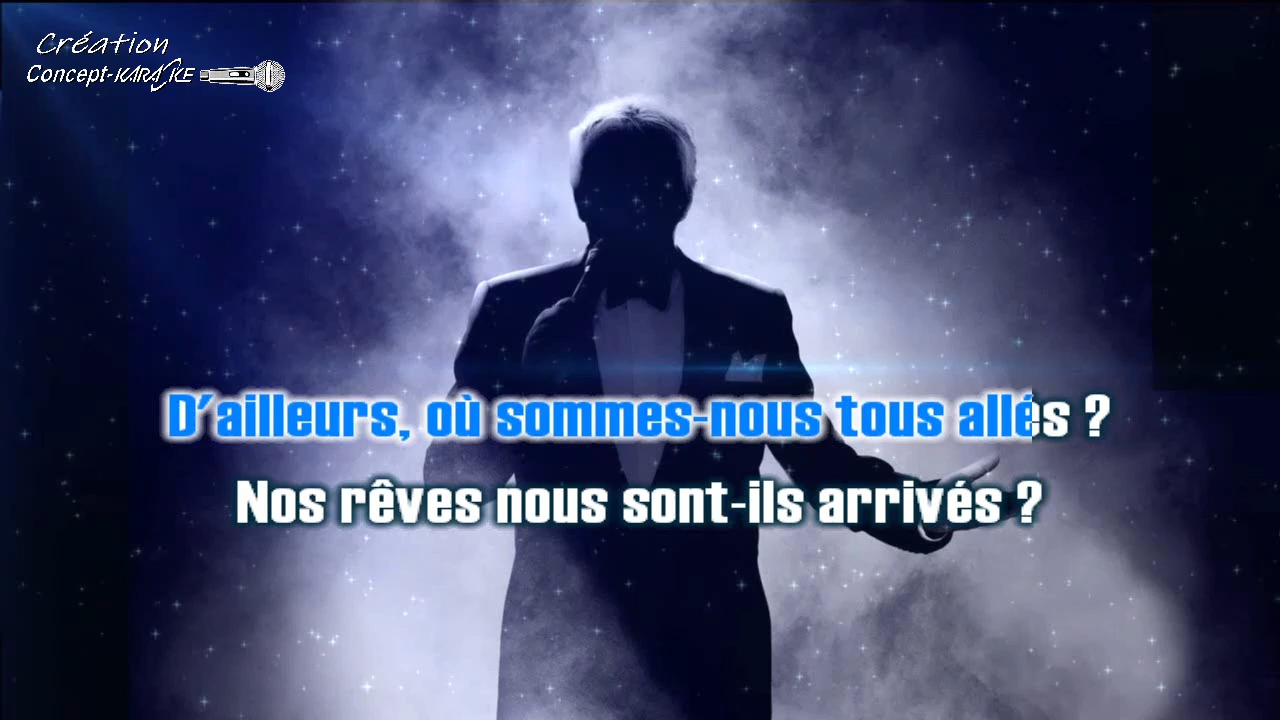 Création
Concept-KARAOKE
D'ailleurs, où sommes-nous tous allés ?
Nos rêves nous sont-ils arrivés ?